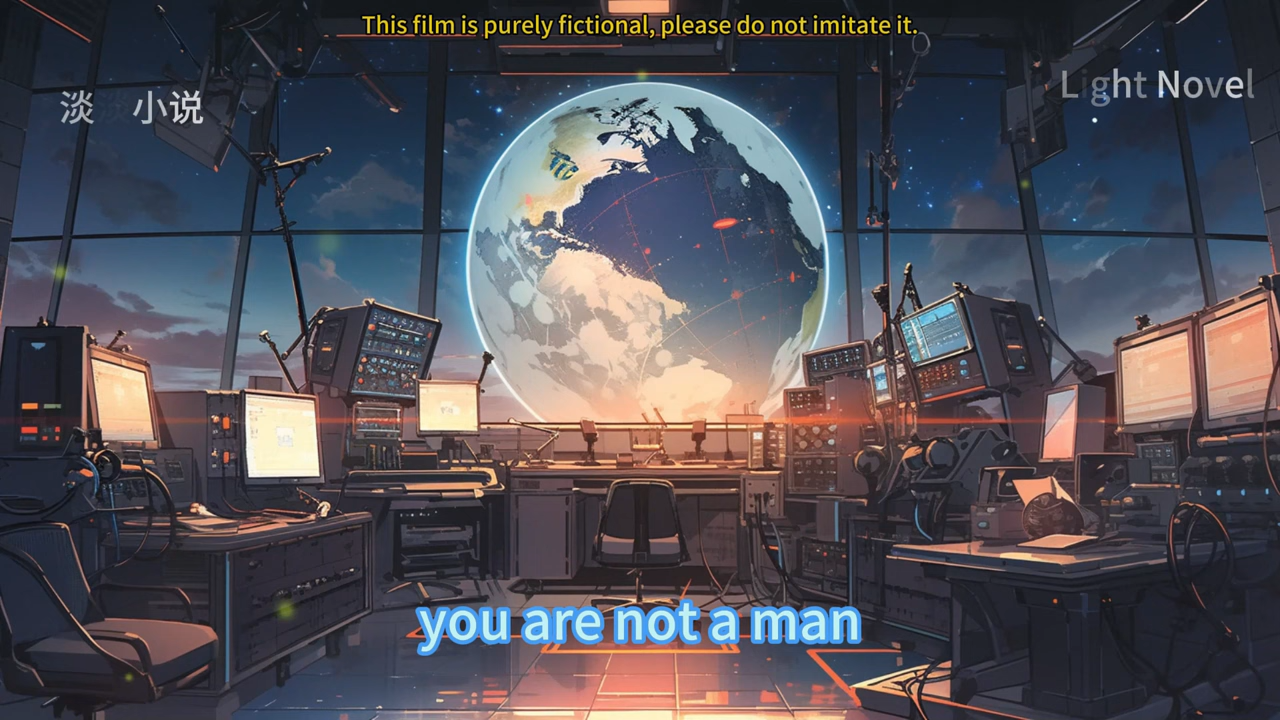 This film is purely fictional, please do not imitate it.
淡 小说
Light Novel
you are not a man